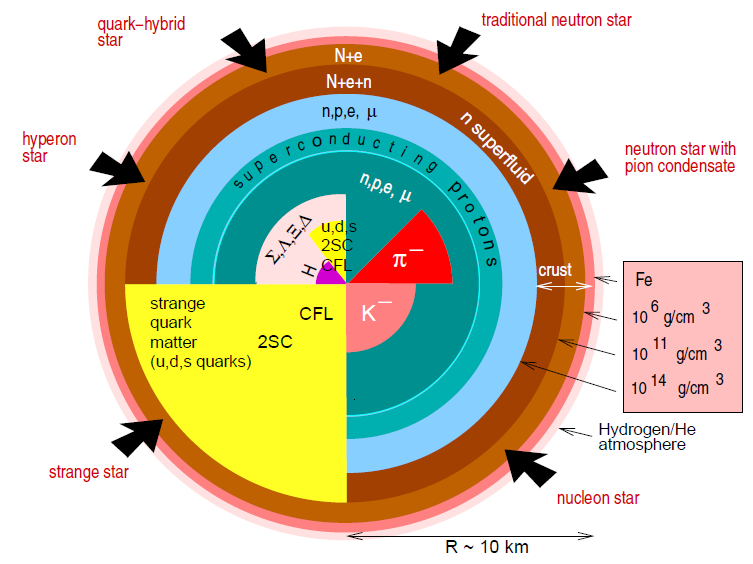 quark−hybrid
star
traditional neutron star
N+e
N+e+n
n,p,e, μ
n superfluid
hyperon
star
neutron star with
pion condensate
superconducting protons
n,p,e, μ
Σ,Λ,Ξ,Δ
u,d,s
2SC
CFL
H
π⁻
crust
Fe
10⁶ g/cm³
10¹¹ g/cm³
10¹⁴ g/cm³
K⁻
CFL
2SC
strange
quark
matter
(u,d,s quarks)
Hydrogen/He
atmosphere
strange star
nucleon star
R ~ 10 km